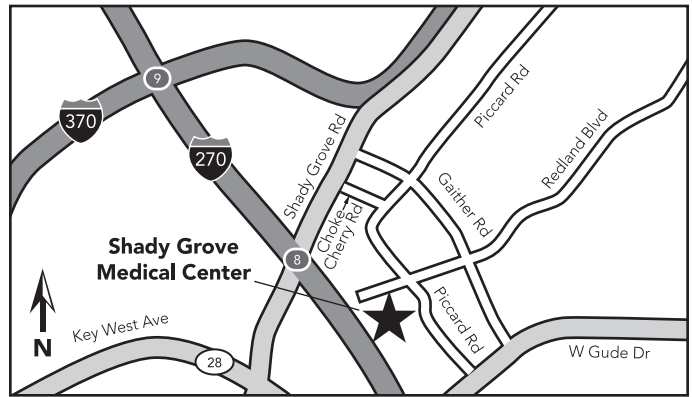 9
370
270
Shady Grove Rd
Piccard Rd
Redland Blvd
Gaither Rd
Choke
Cherry Rd
8
Shady Grove
Medical Center
Piccard Rd
N
Key West Ave
28
W Gude Dr